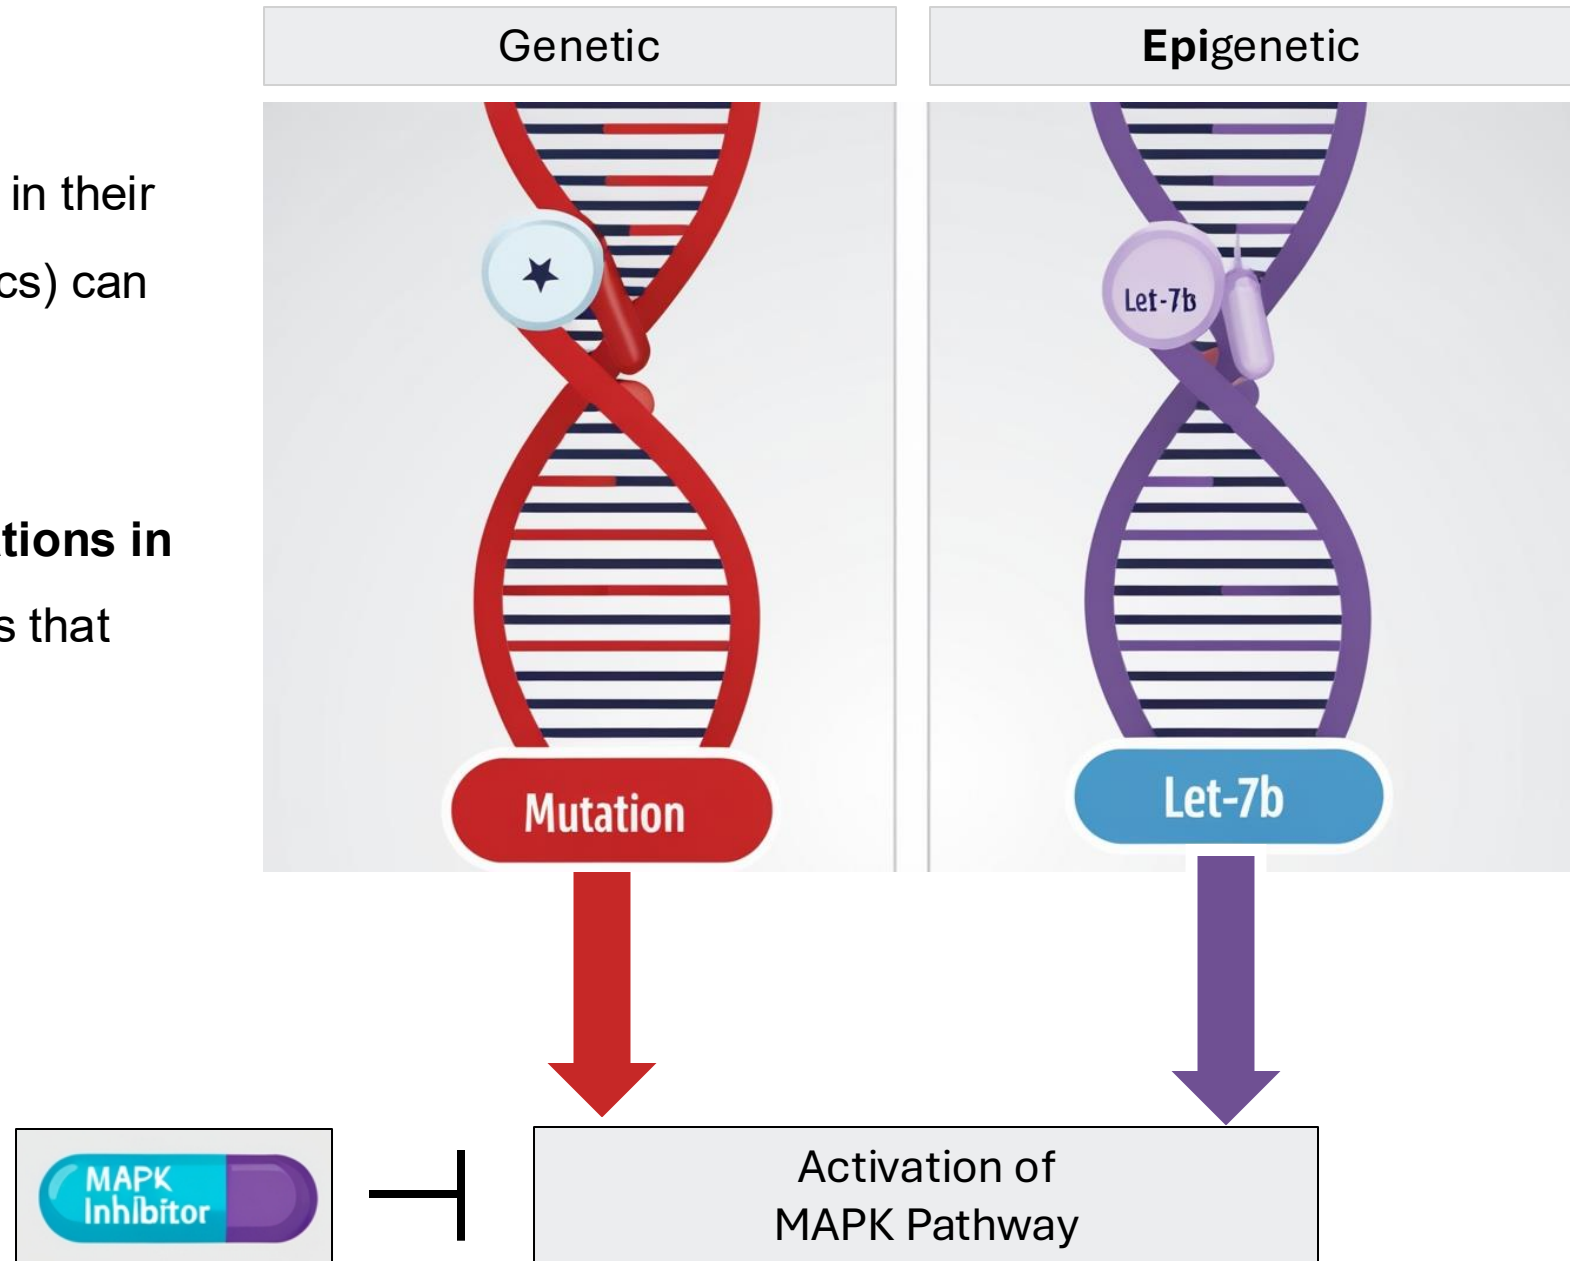 Genetic
Epigenetic
in their
cs) can
tions in
s that
Let-7b
Mutation
Let-7b
MAPK
Inhibitor
Activation of
MAPK Pathway